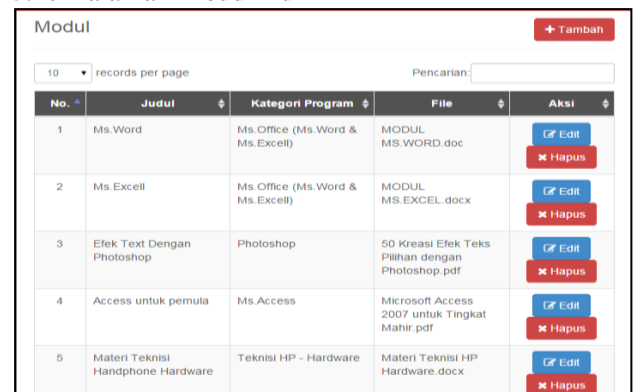 Modul
Tambah
10 records per page
Pencarian:
No. Judul Kategori Program File Aksi
1 Ms.Word Ms.Office (Ms.Word & MODUL Edit
Ms.Excell) MS.WORD.doc Hapus
2 Ms.Excell Ms.Office (Ms.Word & MODUL Edit
Ms.Excell) MS.EXCEL.docx Hapus
3 Efek Text Dengan Photoshop 50 Kreasi Efek Teks Edit
Photoshop Pilihan dengan
Photoshop.pdf Hapus
4 Access untuk pemula Ms.Access Microsoft Access Edit
2007 untuk Tingkat
Mahir.pdf Hapus
5 Materi Teknisi Teknisi HP - Hardware Materi Teknisi HP Edit
Handphone Hardware Hardware.docx Hapus